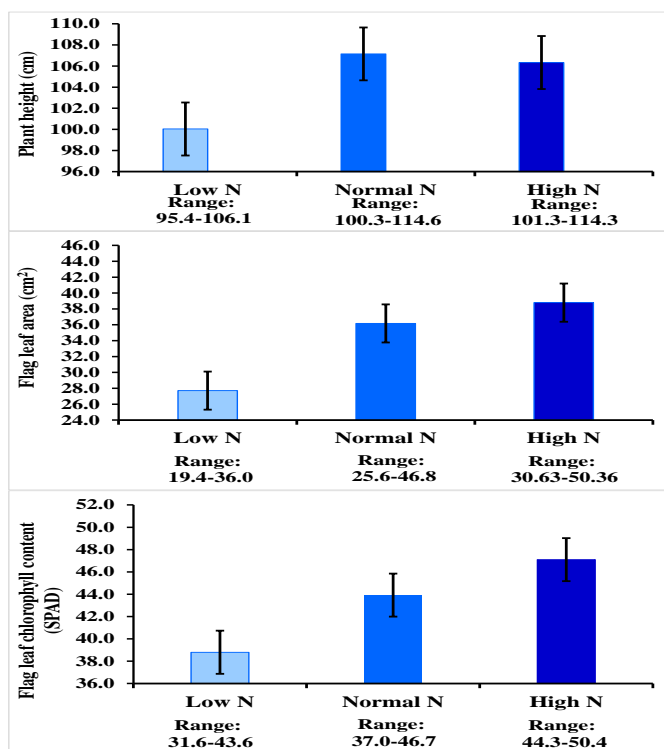 Plant height (cm)
110.0
108.0
106.0
104.0
102.0
100.0
98.0
96.0
Low N
Normal N
High N
Range:
95.4-106.1
Range:
100.3-114.6
Range:
101.3-114.3
Flag leaf area (cm²)
46.0
44.0
42.0
40.0
38.0
36.0
34.0
32.0
30.0
28.0
26.0
24.0
Low N
Normal N
High N
Range:
19.4-36.0
Range:
25.6-46.8
Range:
30.63-50.36
Flag leaf chlorophyll content
(SPAD)
52.0
50.0
48.0
46.0
44.0
42.0
40.0
38.0
36.0
Low N
Normal N
High N
Range:
31.6-43.6
Range:
37.0-46.7
Range:
44.3-50.4